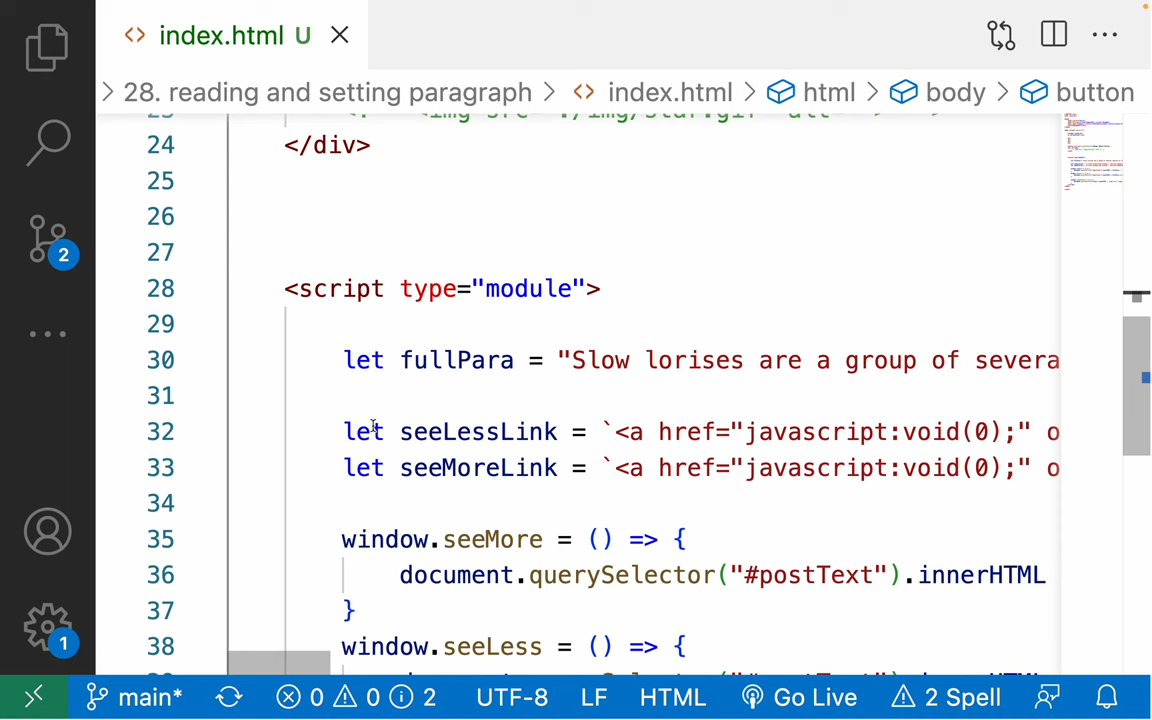 index.html U
28. reading and setting paragraph > index.html > html > body > button
24 </div>
25
26
27
28 <script type="module">
29
30 let fullPara = "Slow lorises are a group of severa
31
32 let seeLessLink = `<a href="javascript:void(0);" o
33 let seeMoreLink = `<a href="javascript:void(0);" o
34
35 window.seeMore = () => {
36 document.querySelector("#postText").innerHTML
37 }
38 window.seeLess = () => {
2
1
main* 0 0 2 UTF-8 LF HTML Go Live 2 Spell